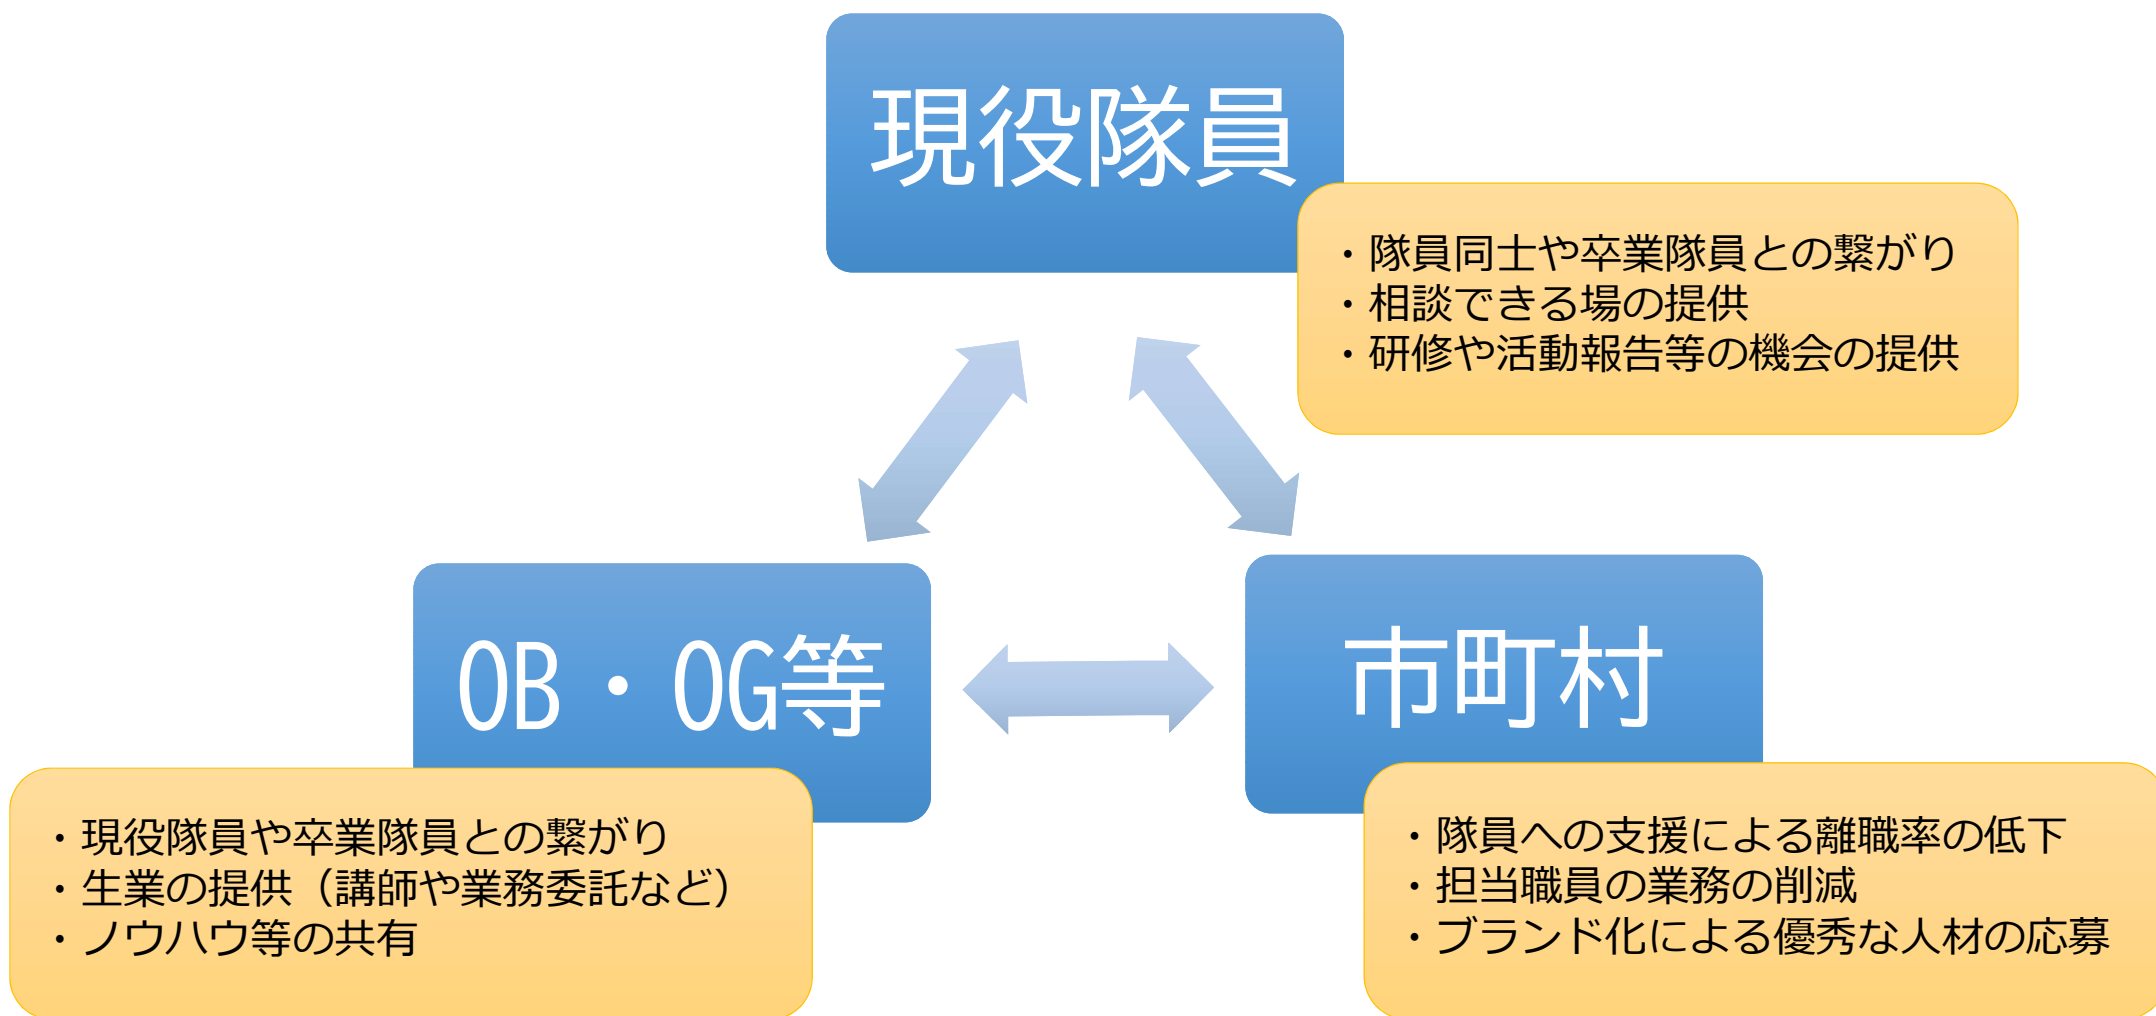 現役隊員
・隊員同士や卒業隊員との繋がり
・相談できる場の提供
・研修や活動報告等の機会の提供
OB・OG等
・現役隊員や卒業隊員との繋がり
・生業の提供（講師や業務委託など）
・ノウハウ等の共有
市町村
・隊員への支援による離職率の低下
・担当職員の業務の削減
・ブランド化による優秀な人材の応募